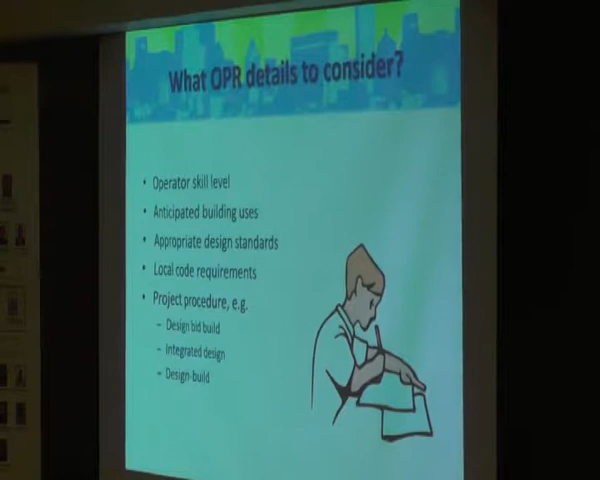 What OPR details to consider?
• Operator skill level
• Anticipated building uses
• Appropriate design standards
• Local code requirements
• Project procedure, e.g.
– Design bid build
– Integrated design
– Design-build